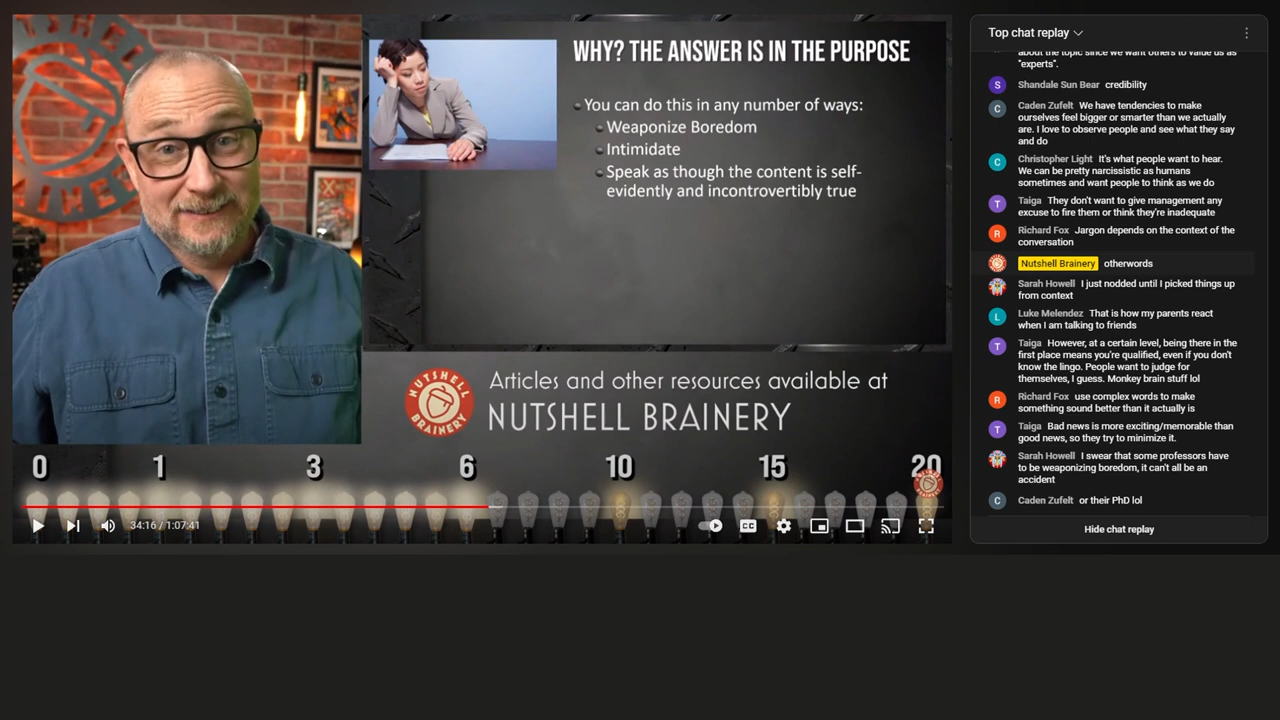 WHY? THE ANSWER IS IN THE PURPOSE
You can do this in any number of ways:
Weaponize Boredom
Intimidate
Speak as though the content is self-
evidently and incontrovertibly true
NUTSHELL
BRAINERY
Articles and other resources available at
NUTSHELL BRAINERY
0 1 3 6 10 15 20
34:16 / 1:07:41
CC
Top chat replay
about the topic since we want others to value us as
"experts".
S Shandale Sun Bear credibility
C Caden Zufelt We have tendencies to make
ourselves feel bigger or smarter than we actually
are. I love to observe people and see what they say
and do
C Christopher Light It's what people want to hear.
We can be pretty narcissistic as humans
sometimes and want people to think as we do
T Taiga They don't want to give management any
excuse to fire them or think they're inadequate
R Richard Fox Jargon depends on the context of the
conversation
Nutshell Brainery otherwords
Sarah Howell I just nodded until I picked things up
from context
L Luke Melendez That is how my parents react
when I am talking to friends
T Taiga However, at a certain level, being there in the
first place means you're qualified, even if you don't
know the lingo. People want to judge for
themselves, I guess. Monkey brain stuff lol
R Richard Fox use complex words to make
something sound better than it actually is
T Taiga Bad news is more exciting/memorable than
good news, so they try to minimize it.
Sarah Howell I swear that some professors have
to be weaponizing boredom, it can't all be an
accident
C Caden Zufelt or their PhD lol
Hide chat replay